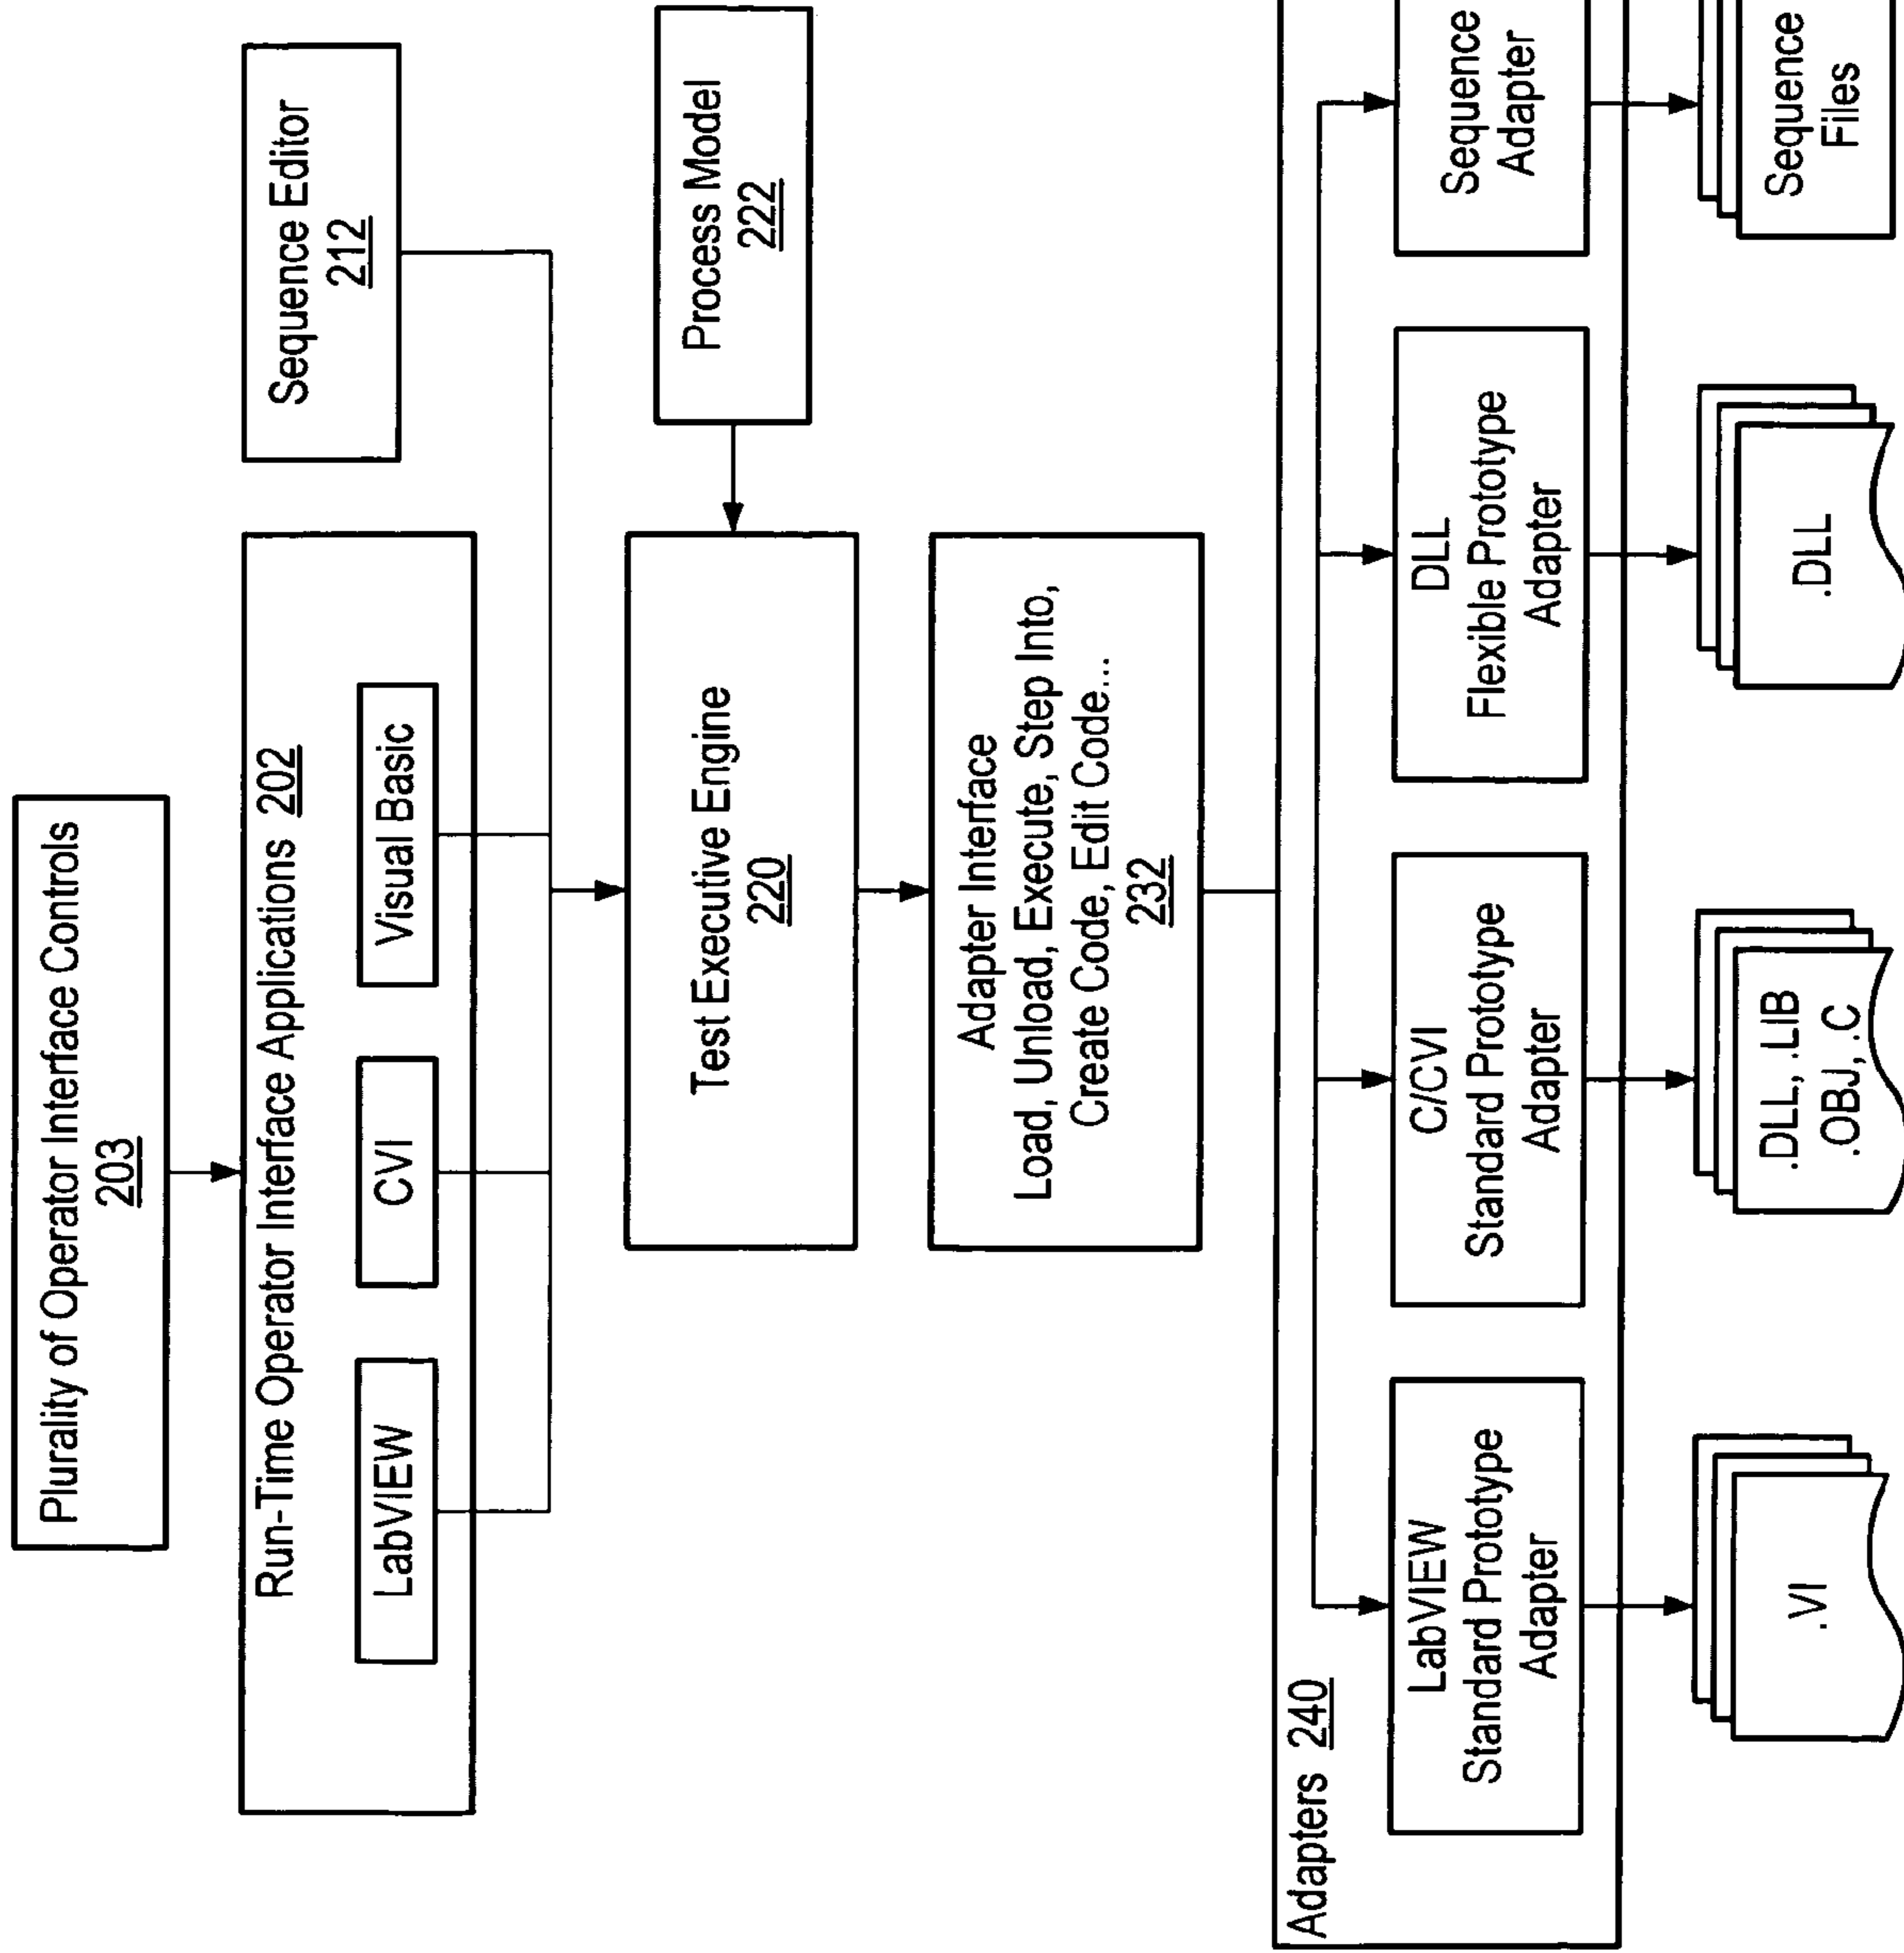 Plurality of Operator Interface Controls
203
Run-Time Operator Interface Applications 202
LabVIEW
CVI
Visual Basic
Sequence Editor
212
Process Model
222
Test Executive Engine
220
Adapter Interface
Load, Unload, Execute, Step Into,
Create Code, Edit Code...
232
Adapters 240
LabVIEW
Standard Prototype
Adapter
C/CVI
Standard Prototype
Adapter
DLL
Flexible Prototype
Adapter
Sequence
Adapter
.VI
.DLL, .LIB
.OBJ, .C
.DLL
Sequence
Files